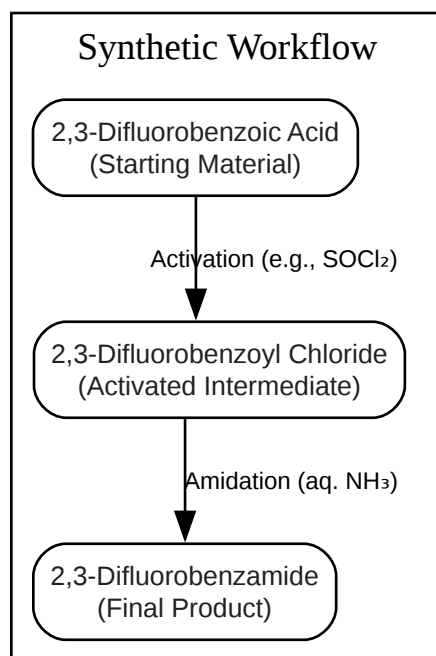 Synthetic Workflow
2,3-Difluorobenzoic Acid
(Starting Material)
Activation (e.g., SOCl₂)
2,3-Difluorobenzoyl Chloride
(Activated Intermediate)
Amidation (aq. NH₃)
2,3-Difluorobenzamide
(Final Product)